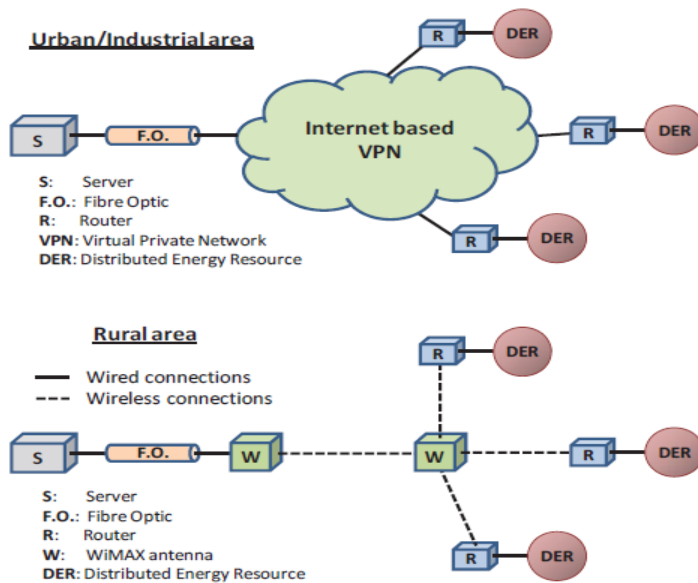 Urban/Industrial area
R
DER
Internet based
VPN
S
F.O.
R
DER
S: Server
F.O.: Fibre Optic
R: Router
VPN: Virtual Private Network
DER: Distributed Energy Resource
R
DER
Rural area
R
DER
Wired connections
Wireless connections
S
F.O.
W
W
R
DER
S: Server
F.O.: Fibre Optic
R: Router
W: WiMAX antenna
DER: Distributed Energy Resource
R
DER